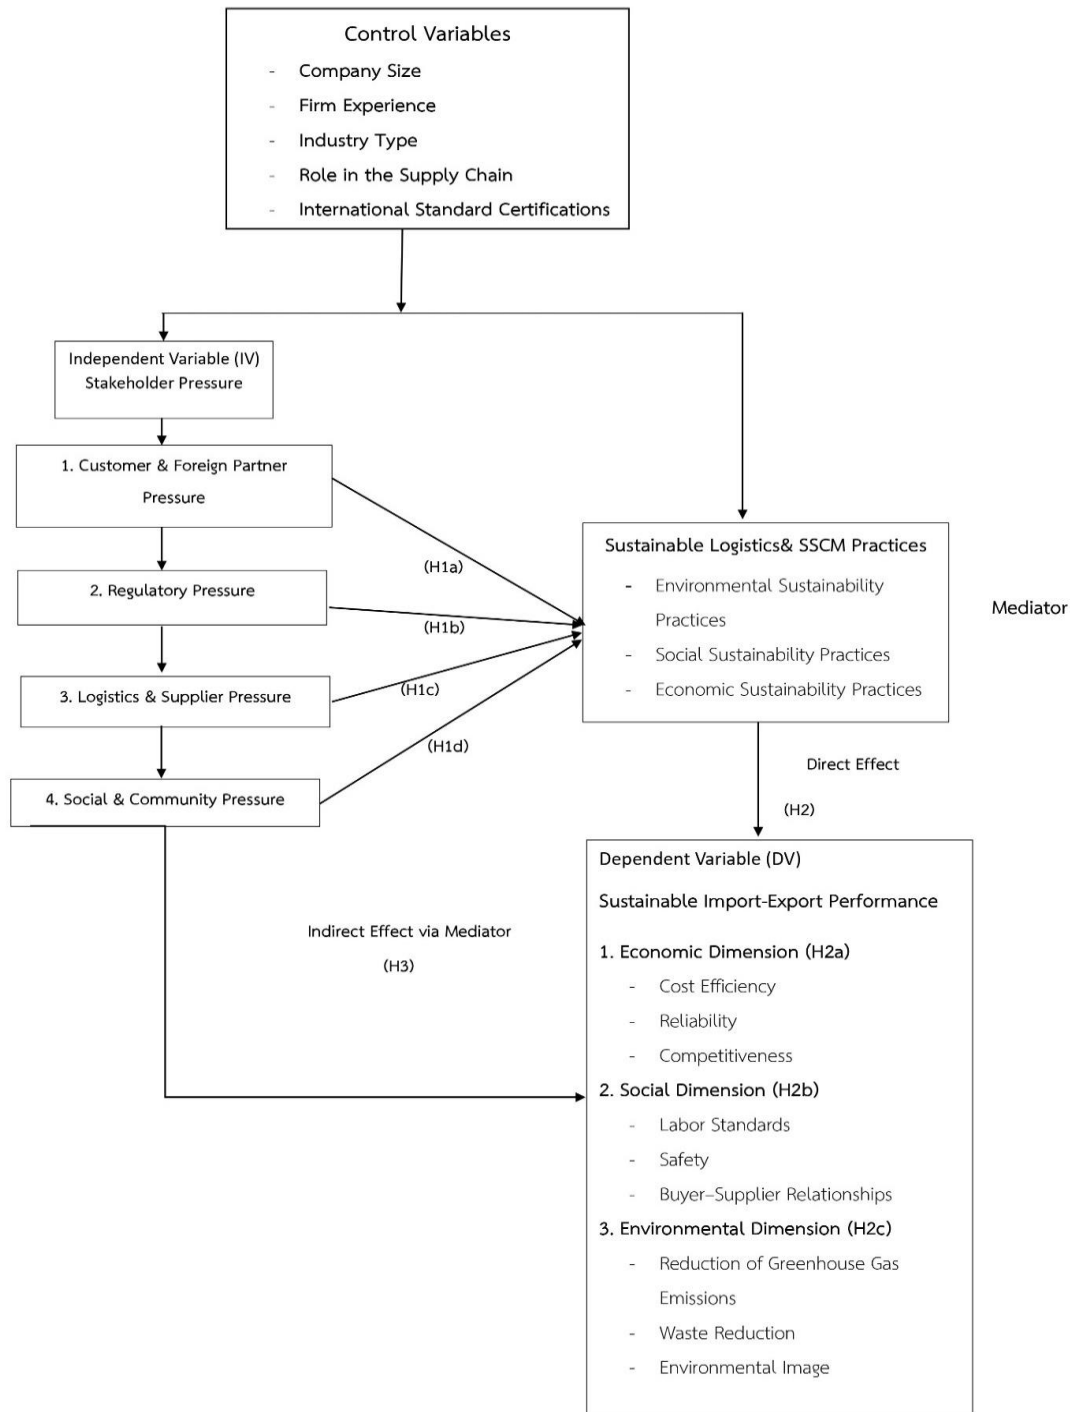 Control Variables
- Company Size
- Firm Experience
- Industry Type
- Role in the Supply Chain
- International Standard Certifications
Independent Variable (IV)
Stakeholder Pressure
1. Customer & Foreign Partner
Pressure
2. Regulatory Pressure
3. Logistics & Supplier Pressure
4. Social & Community Pressure
(H1a)
(H1b)
(H1c)
(H1d)
Sustainable Logistics& SSCM Practices
- Environmental Sustainability
Practices
- Social Sustainability Practices
- Economic Sustainability Practices
Mediator
Direct Effect
(H2)
Indirect Effect via Mediator
(H3)
Dependent Variable (DV)
Sustainable Import-Export Performance
1. Economic Dimension (H2a)
- Cost Efficiency
- Reliability
- Competitiveness
2. Social Dimension (H2b)
- Labor Standards
- Safety
- Buyer–Supplier Relationships
3. Environmental Dimension (H2c)
- Reduction of Greenhouse Gas
Emissions
- Waste Reduction
- Environmental Image